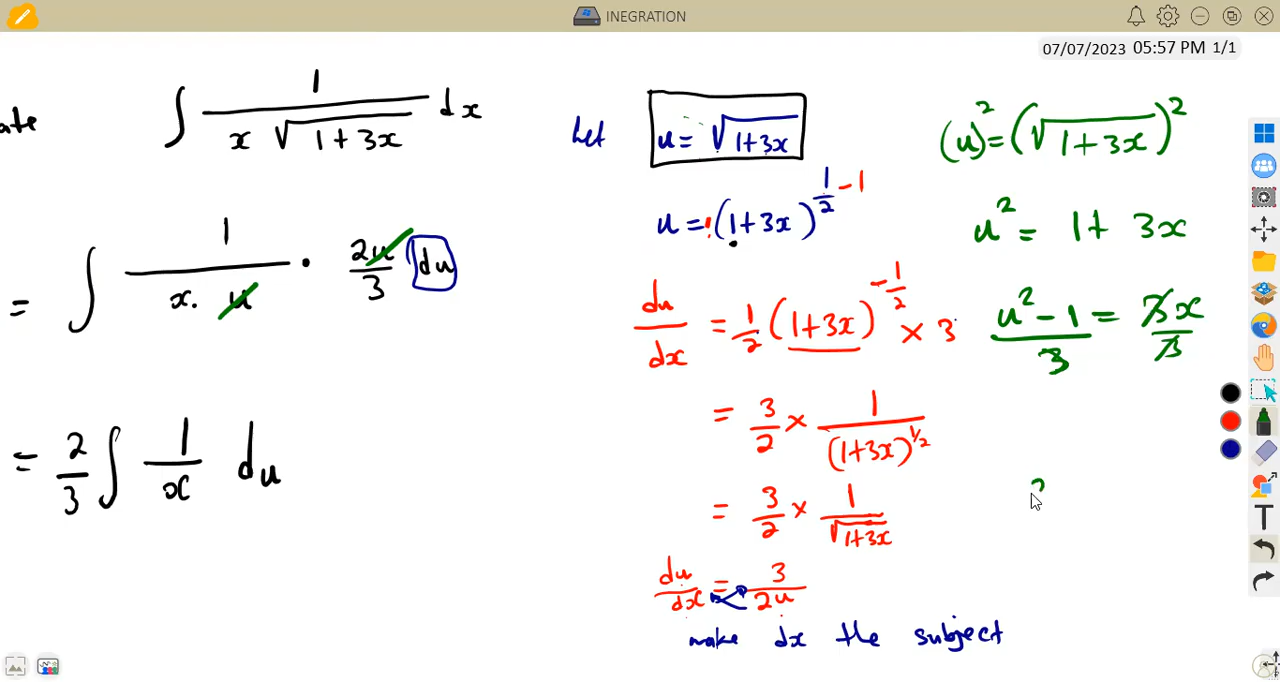 INEGRATION
07/07/2023 05:57 PM 1/1
ate ∫ 1/(x √(1+3x)) dx
= ∫ 1/(x. u) · 2u/3 du
= 2/3 ∫ 1/x du
Let u = √(1+3x)
u = (1+3x)^(1/2 - 1)
du/dx = 1/2 (1+3x)^(-1/2) × 3
= 3/2 × 1/(1+3x)^(1/2)
= 3/2 × 1/√(1+3x)
du/dx = 3/(2u)
make dx the subject
(u)² = (√(1+3x))²
u² = 1 + 3x
(u² - 1)/3 = 3x/3